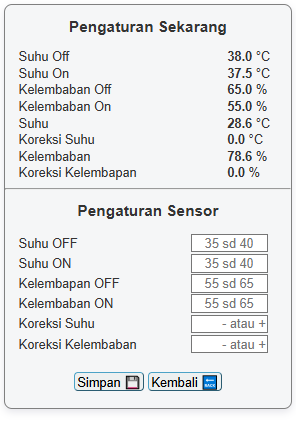 Pengaturan Sekarang
Suhu Off 38.0 °C
Suhu On 37.5 °C
Kelembaban Off 65.0 %
Kelembaban On 55.0 %
Suhu 28.6 °C
Koreksi Suhu 0.0 °C
Kelembaban 78.6 %
Koreksi Kelembapan 0.0 %
Pengaturan Sensor
Suhu OFF 35 sd 40
Suhu ON 35 sd 40
Kelembapan OFF 55 sd 65
Kelembaban ON 55 sd 65
Koreksi Suhu - atau +
Koreksi Kelembaban - atau +
Simpan 💾 Kembali 🔙